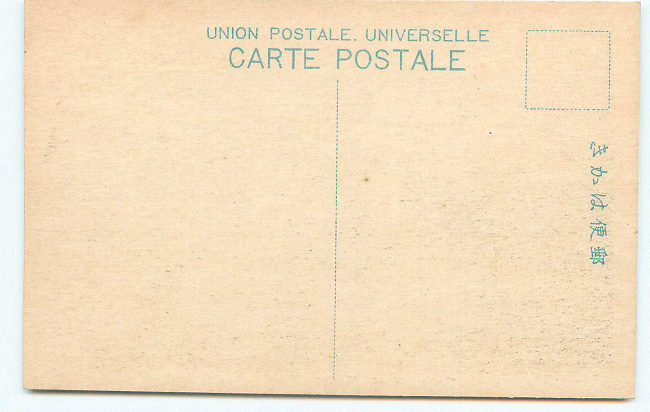 UNION POSTALE. UNIVERSELLE
CARTE POSTALE
郵便はかき